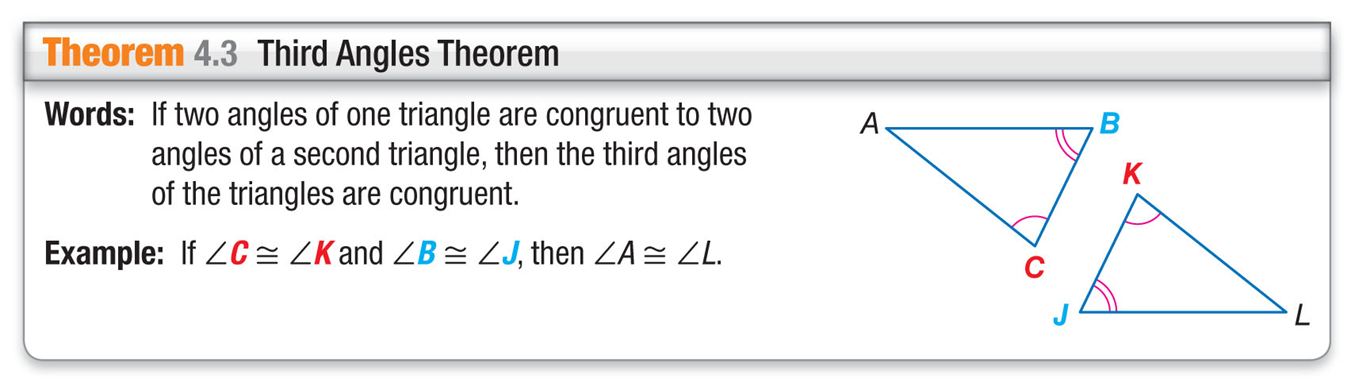 Theorem 4.3 Third Angles Theorem
Words: If two angles of one triangle are congruent to two
angles of a second triangle, then the third angles
of the triangles are congruent.
Example: If ∠C ≅ ∠K and ∠B ≅ ∠J, then ∠A ≅ ∠L.
A
B
K
C
J
L